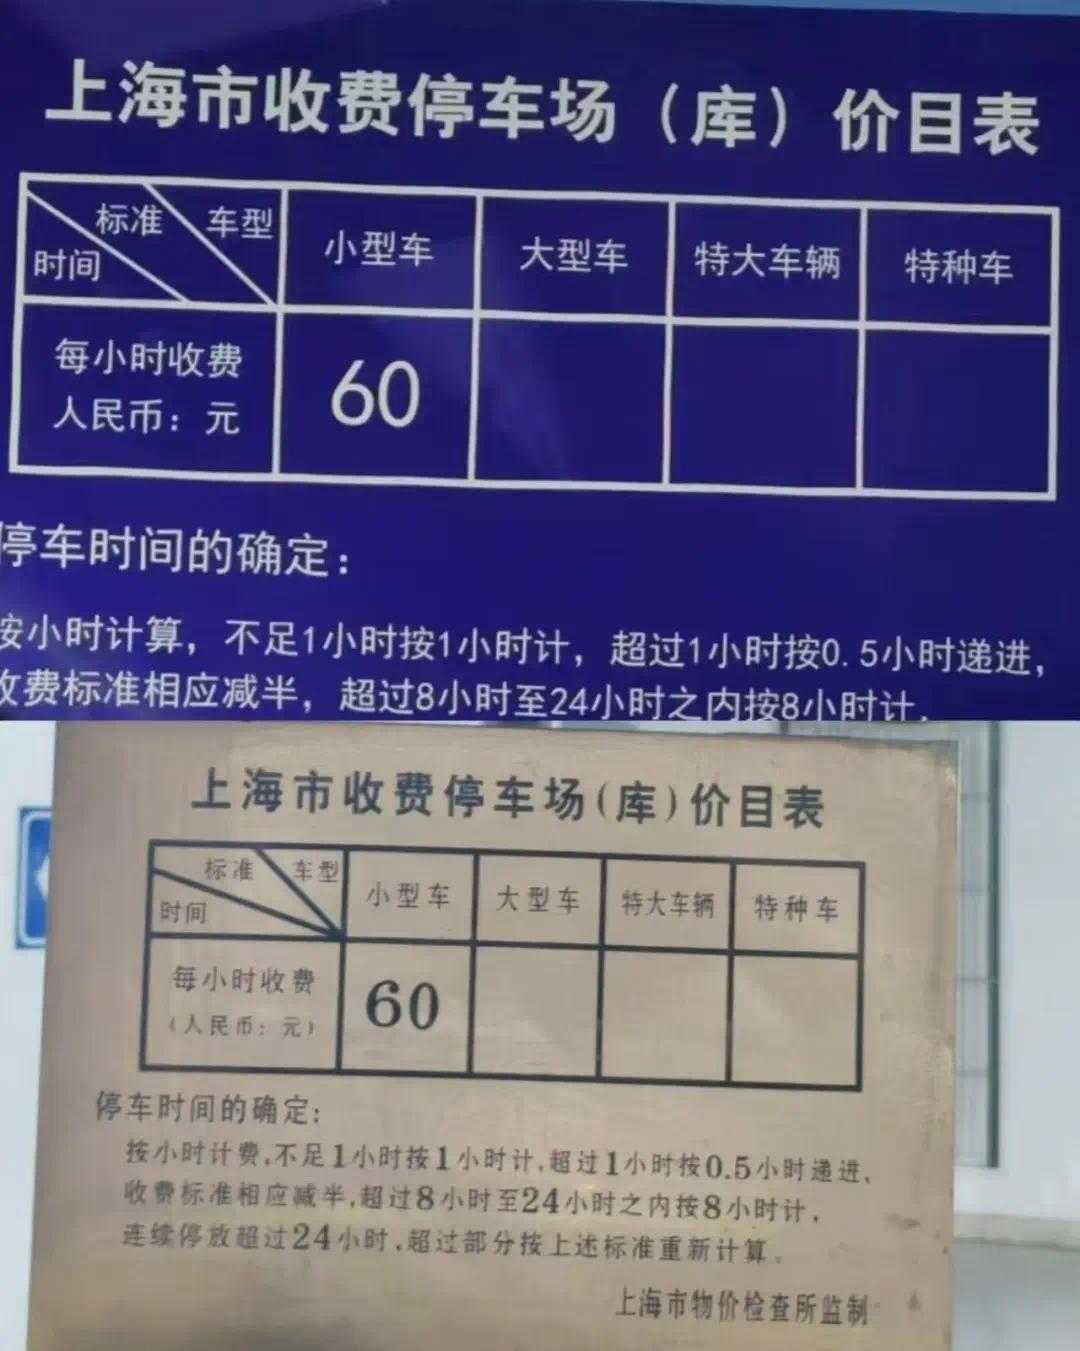 上海市收费停车场（库）价目表
标准 车型
时间
小型车 大型车 特大车辆 特种车
每小时收费
人民币：元
60
停车时间的确定：
按小时计算，不足1小时按1小时计，超过1小时按0.5小时递进，
收费标准相应减半，超过8小时至24小时之内按8小时计，
上海市收费停车场(库)价目表
标准 车型
时间
小型车 大型车 特大车辆 特种车
每小时收费
(人民币：元)
60
停车时间的确定：
按小时计费,不足1小时按1小时计,超过1小时按0.5小时递进,
收费标准相应减半,超过8小时至24小时之内按8小时计,
连续停放超过24小时,超过部分按上述标准重新计算。
上海市物价检查所监制